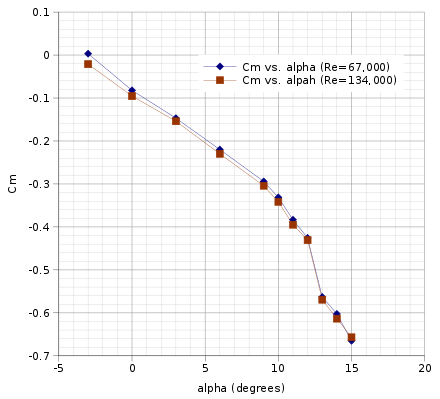 0.1
0
-0.1
-0.2
-0.3
-0.4
-0.5
-0.6
-0.7
Cm
Cm vs. alpha (Re=67,000)
Cm vs. alpah (Re=134,000)
-5 0 5 10 15 20
alpha (degrees)